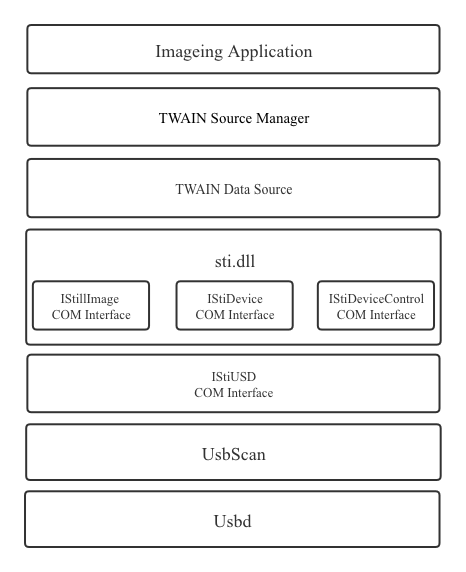 Imageing Application
TWAIN Source Manager
TWAIN Data Source
sti.dll
IStillImage
COM Interface
IStiDevice
COM Interface
IStiDeviceControl
COM Interface
IStiUSD
COM Interface
UsbScan
Usbd